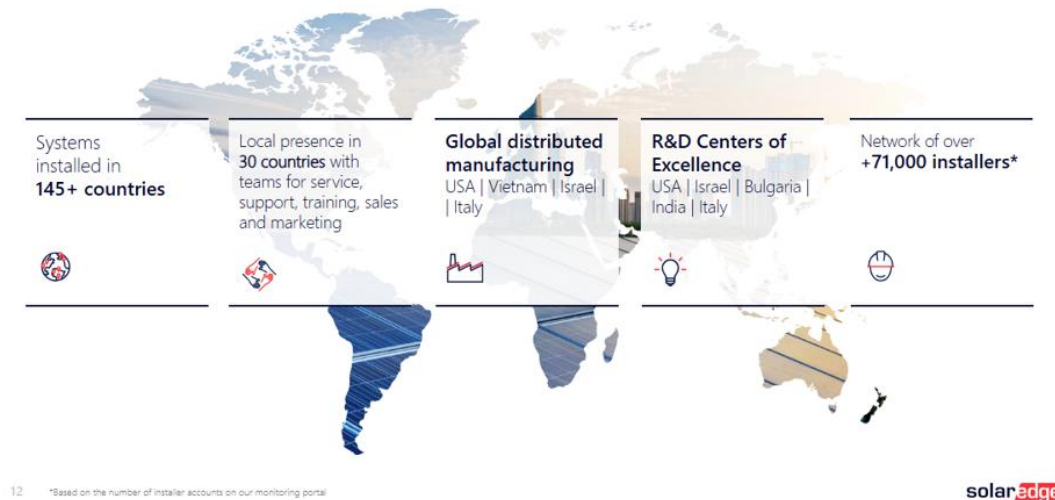 Systems
installed in
145+ countries
Local presence in
30 countries with
teams for service,
support, training, sales
and marketing
Global distributed
manufacturing
USA | Vietnam | Israel |
| Italy
R&D Centers of
Excellence
USA | Israel | Bulgaria |
India | Italy
Network of over
+71,000 installers*
12
*Based on the number of installer accounts on our monitoring portal
solaredge